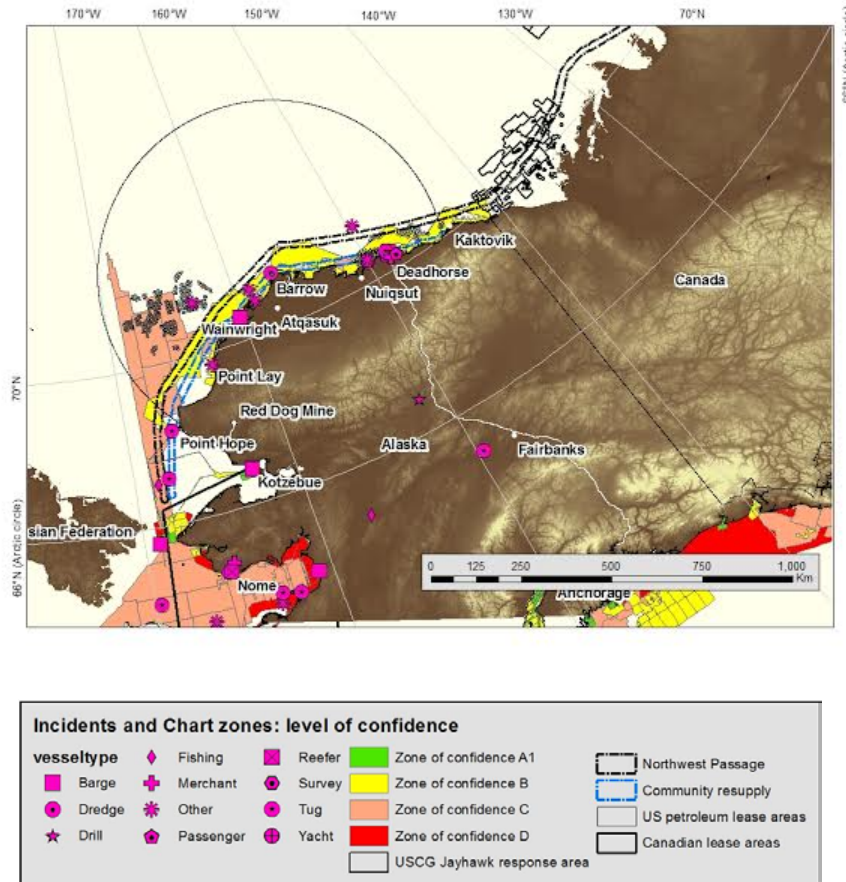 170°W 160°W 150°W 140°W 130°W 70°N
66°N (Arctic circle)
Kaktovik
Deadhorse
Canada
Barrow
Nuiqsut
Wainwright
Atqasuk
Point Lay
70°N
Red Dog Mine
Point Hope
Alaska
Fairbanks
Kotzebue
sian Federation
66°N (Arctic circle)
0 125 250 500 750 1,000
Km
Nome
Anchorage
Incidents and Chart zones: level of confidence
vesseltype
Barge
Dredge
Drill
Fishing
Merchant
Other
Passenger
Reefer
Survey
Tug
Yacht
Zone of confidence A1
Zone of confidence B
Zone of confidence C
Zone of confidence D
USCG Jayhawk response area
Northwest Passage
Community resupply
US petroleum lease areas
Canadian lease areas